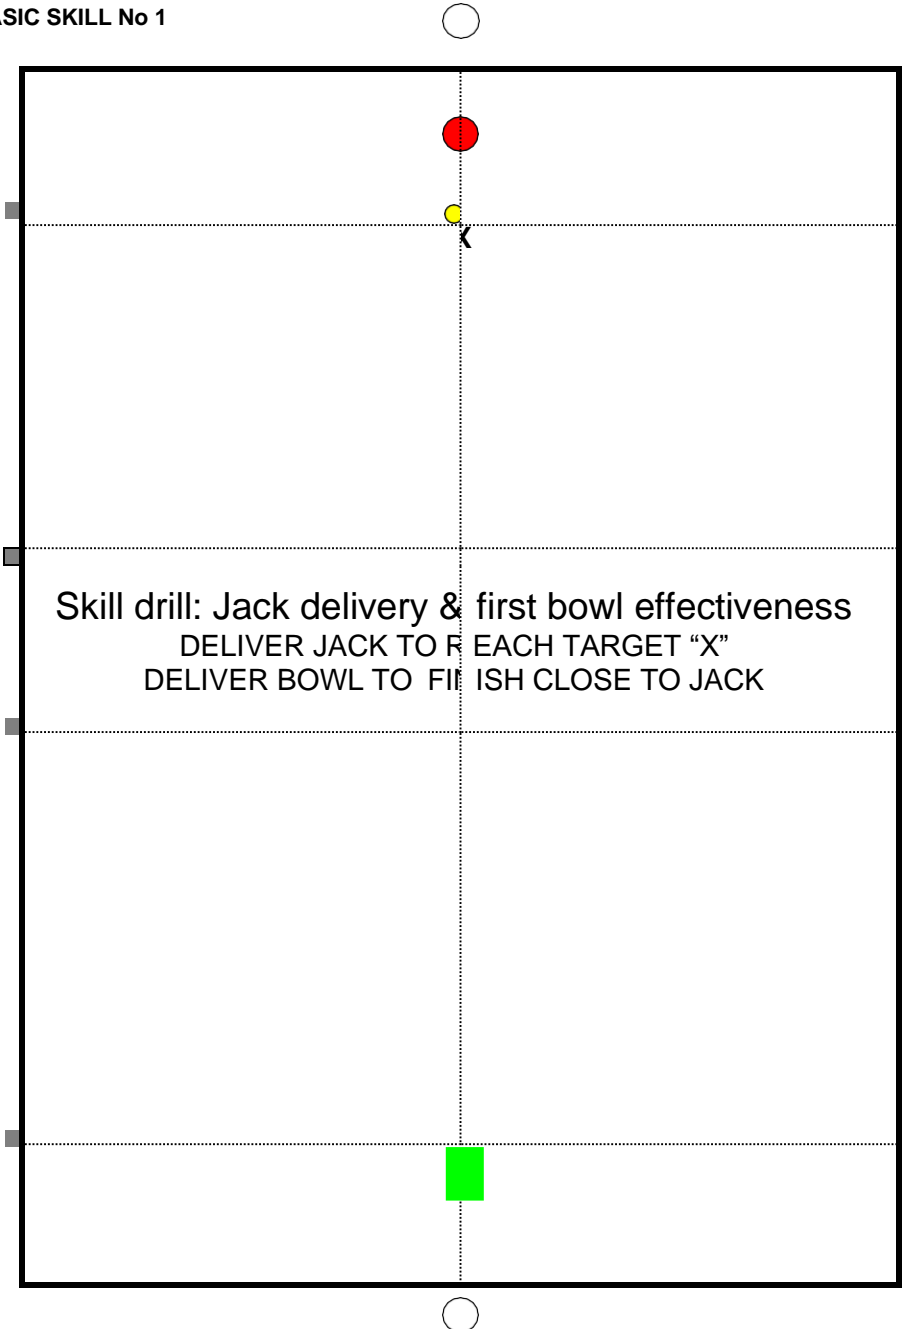 ASIC SKILL No 1
X
Skill drill: Jack delivery & first bowl effectiveness
DELIVER JACK TO REACH TARGET “X”
DELIVER BOWL TO FINISH CLOSE TO JACK